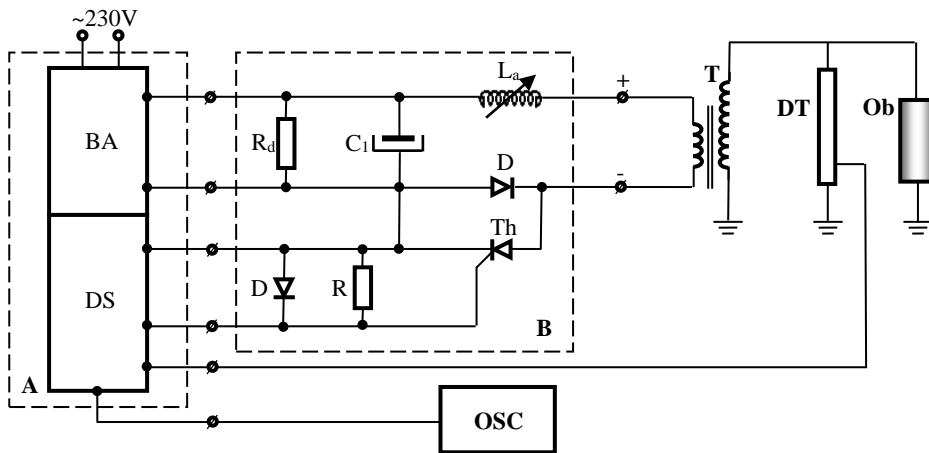 ~230V
BA
DS
A
R_d
C_1
L_a
D
Th
D
R
B
+
-
T
DT
Ob
OSC